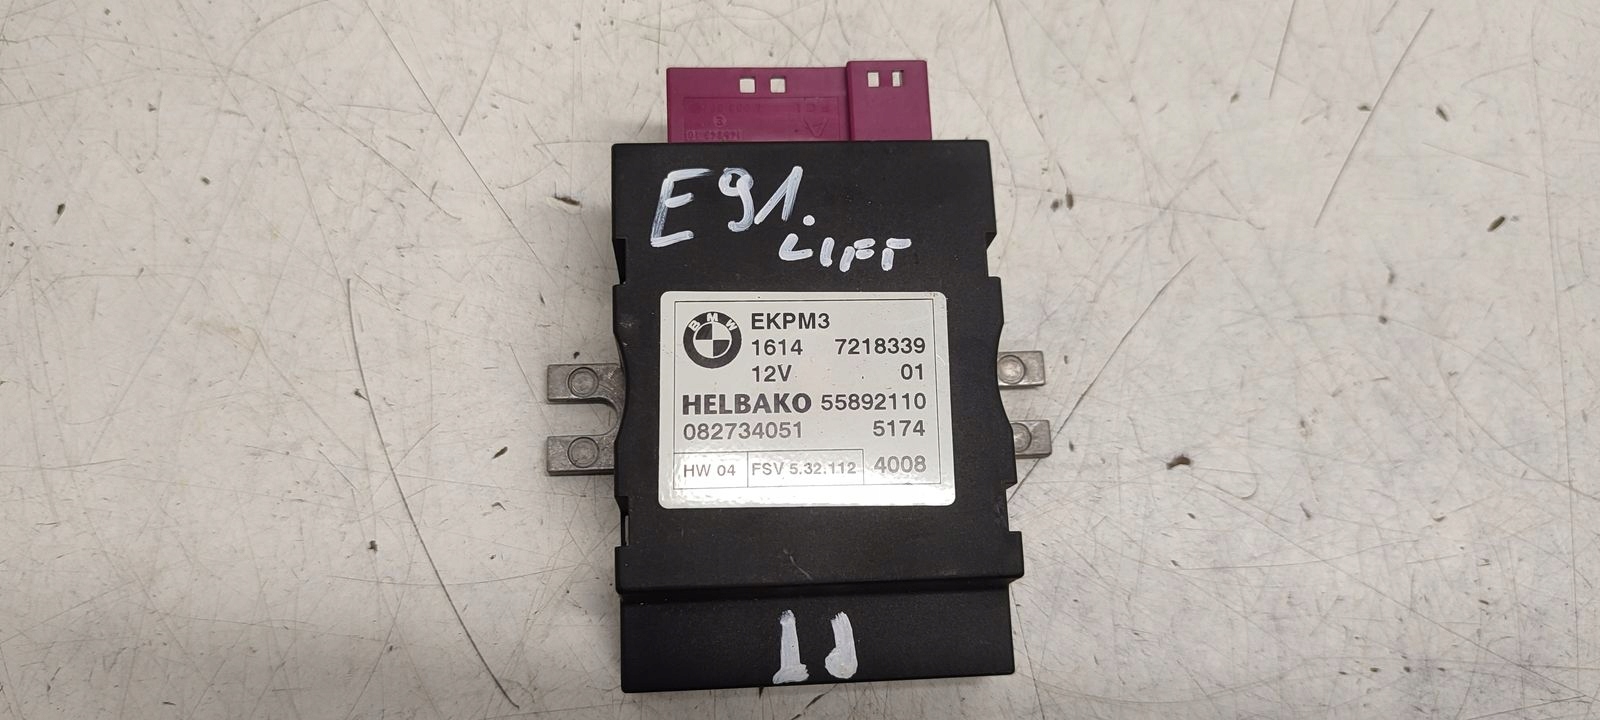 E91.
LIFT
BMW
EKPM3
1614 7218339
12V 01
HELBAKO 55892110
082734051 5174
HW 04 FSV 5.32.112 4008